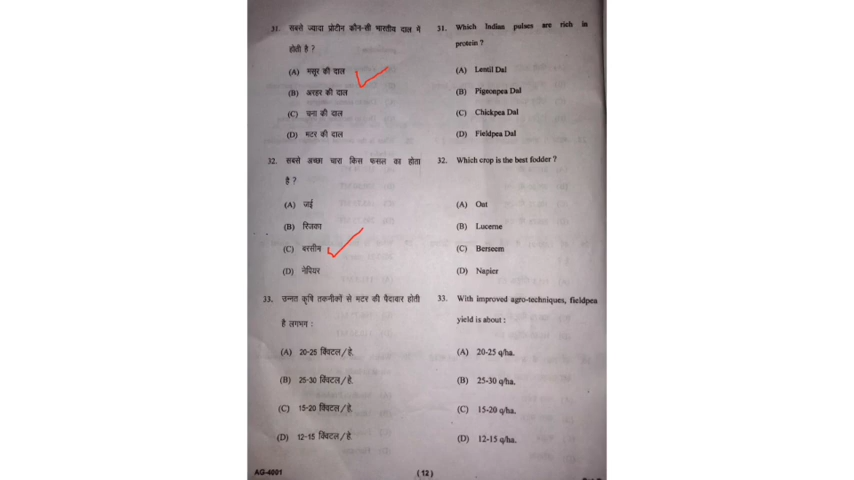 31. सबसे ज्यादा प्रोटीन कौन-सी भारतीय दाल में
होती है ?
(A) मसूर की दाल
(B) अरहर की दाल
(C) चना की दाल
(D) मटर की दाल
32. सबसे अच्छा चारा किस फसल का होता
है ?
(A) जई
(B) रिजका
(C) बरसीम
(D) नेपियर
33. उन्नत कृषि तकनीकों से मटर की पैदावार होती
है लगभग :
(A) 20-25 क्विंटल/हे.
(B) 25-30 क्विंटल/हे.
(C) 15-20 क्विंटल/हे.
(D) 12-15 क्विंटल/हे.
31. Which Indian pulses are rich in
protein ?
(A) Lentil Dal
(B) Pigeonpea Dal
(C) Chickpea Dal
(D) Fieldpea Dal
32. Which crop is the best fodder ?
(A) Oat
(B) Lucerne
(C) Berseem
(D) Napier
33. With improved agro-techniques, fieldpea
yield is about :
(A) 20-25 q/ha.
(B) 25-30 q/ha.
(C) 15-20 q/ha.
(D) 12-15 q/ha.
AG-4001
(12)